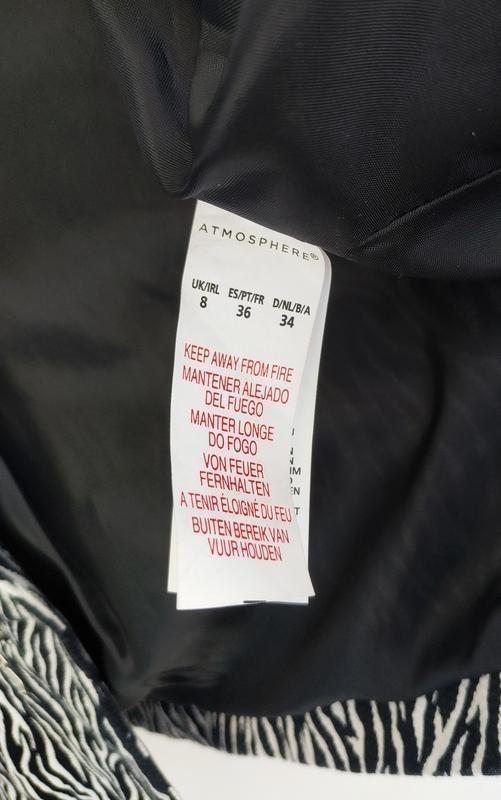 ATMOSPHERE®
UK/IRL ES/PT/FR D/NL/B/A
8 36 34
KEEP AWAY FROM FIRE
MANTENER ALEJADO
DEL FUEGO
MANTER LONGE
DO FOGO
VON FEUER
FERNHALTEN
A TENIR ÉLOIGNÉ DU FEU
BUITEN BEREIK VAN
VUUR HOUDEN